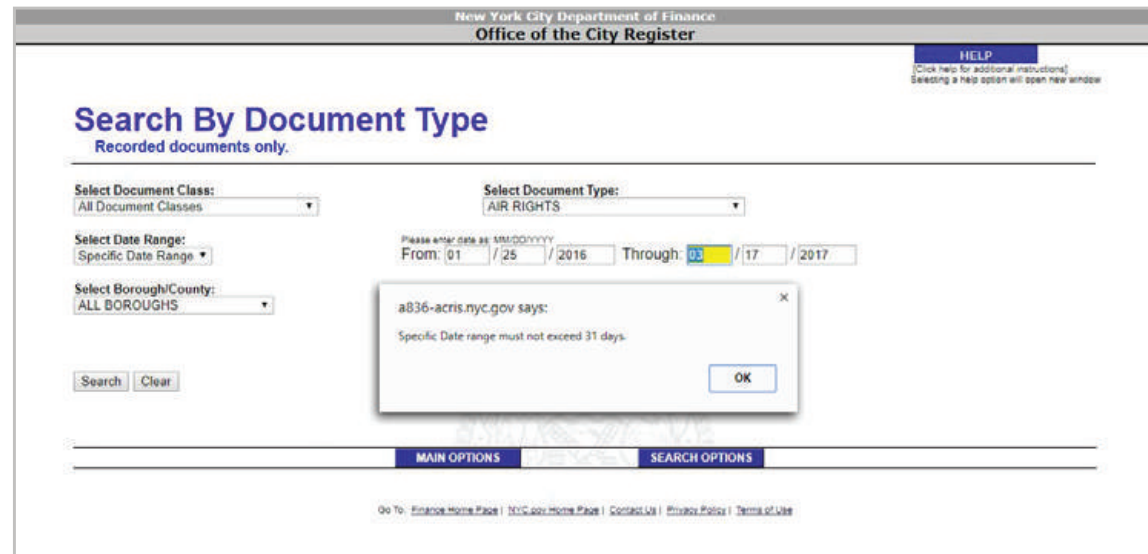 New York City Department of Finance
Office of the City Register
HELP
[Click help for additional instructions]
Selecting a help option will open new window
Search By Document Type
Recorded documents only.
Select Document Class:
Select Document Type:
All Document Classes
AIR RIGHTS
Select Date Range:
Please enter date as: MM/DD/YYYY
Specific Date Range
From: 01 / 25 / 2016 Through: 03 / 17 / 2017
Select Borough/County:
ALL BOROUGHS
a836-acris.nyc.gov says:
×
Specific Date range must not exceed 31 days.
OK
Search Clear
MAIN OPTIONS SEARCH OPTIONS
Go To: Finance Home Page | NYC.gov Home Page | Contact Us | Privacy Policy | Terms of Use